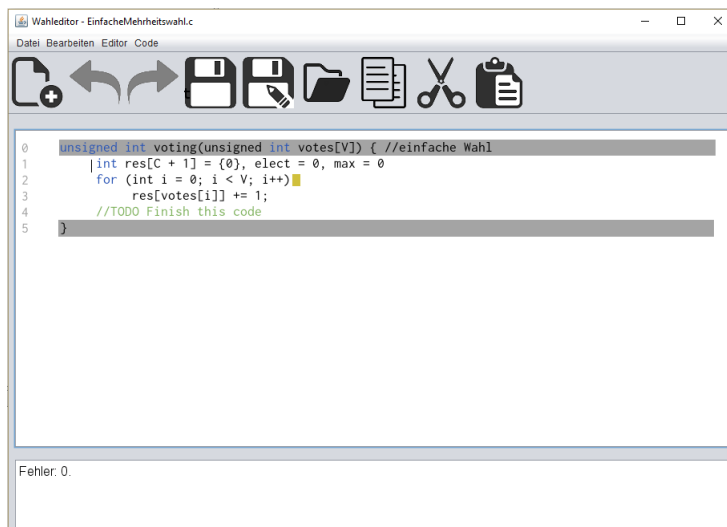 Wahleditor - EinfacheMehrheitswahl.c
Datei Bearbeiten Editor Code
0 unsigned int voting(unsigned int votes[V]) { //einfache Wahl
1 int res[C + 1] = {0}, elect = 0, max = 0
2 for (int i = 0; i < V; i++)
3 res[votes[i]] += 1;
4 //TODO Finish this code
5 }
Fehler: 0.